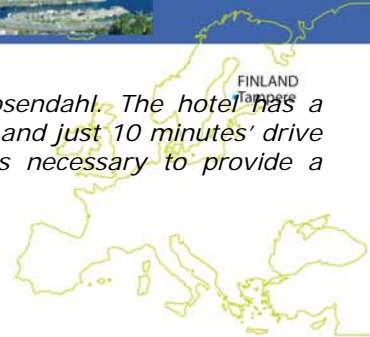 FINLAND
Tampere
osendahl. The hotel has a
and just 10 minutes' drive
s necessary to provide a